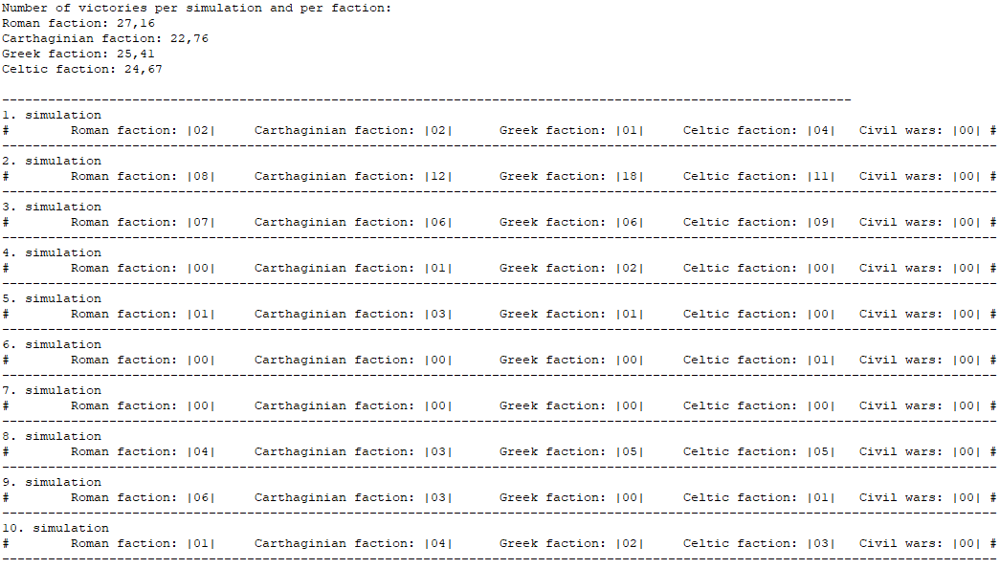 Number of victories per simulation and per faction:
Roman faction: 27,16
Carthaginian faction: 22,76
Greek faction: 25,41
Celtic faction: 24,67
---------------------------------------------------------------------------------------------------------------
1. simulation
# Roman faction: |02| Carthaginian faction: |02| Greek faction: |01| Celtic faction: |04| Civil wars: |00| #
----------------------------------------------------------------------------------------------------------------------------------
2. simulation
# Roman faction: |08| Carthaginian faction: |12| Greek faction: |18| Celtic faction: |11| Civil wars: |00| #
----------------------------------------------------------------------------------------------------------------------------------
3. simulation
# Roman faction: |07| Carthaginian faction: |06| Greek faction: |06| Celtic faction: |09| Civil wars: |00| #
----------------------------------------------------------------------------------------------------------------------------------
4. simulation
# Roman faction: |00| Carthaginian faction: |01| Greek faction: |02| Celtic faction: |00| Civil wars: |00| #
----------------------------------------------------------------------------------------------------------------------------------
5. simulation
# Roman faction: |01| Carthaginian faction: |03| Greek faction: |01| Celtic faction: |00| Civil wars: |00| #
----------------------------------------------------------------------------------------------------------------------------------
6. simulation
# Roman faction: |00| Carthaginian faction: |00| Greek faction: |00| Celtic faction: |01| Civil wars: |00| #
----------------------------------------------------------------------------------------------------------------------------------
7. simulation
# Roman faction: |00| Carthaginian faction: |00| Greek faction: |00| Celtic faction: |00| Civil wars: |00| #
----------------------------------------------------------------------------------------------------------------------------------
8. simulation
# Roman faction: |04| Carthaginian faction: |03| Greek faction: |05| Celtic faction: |05| Civil wars: |00| #
----------------------------------------------------------------------------------------------------------------------------------
9. simulation
# Roman faction: |06| Carthaginian faction: |03| Greek faction: |00| Celtic faction: |01| Civil wars: |00| #
----------------------------------------------------------------------------------------------------------------------------------
10. simulation
# Roman faction: |01| Carthaginian faction: |04| Greek faction: |02| Celtic faction: |03| Civil wars: |00| #
----------------------------------------------------------------------------------------------------------------------------------